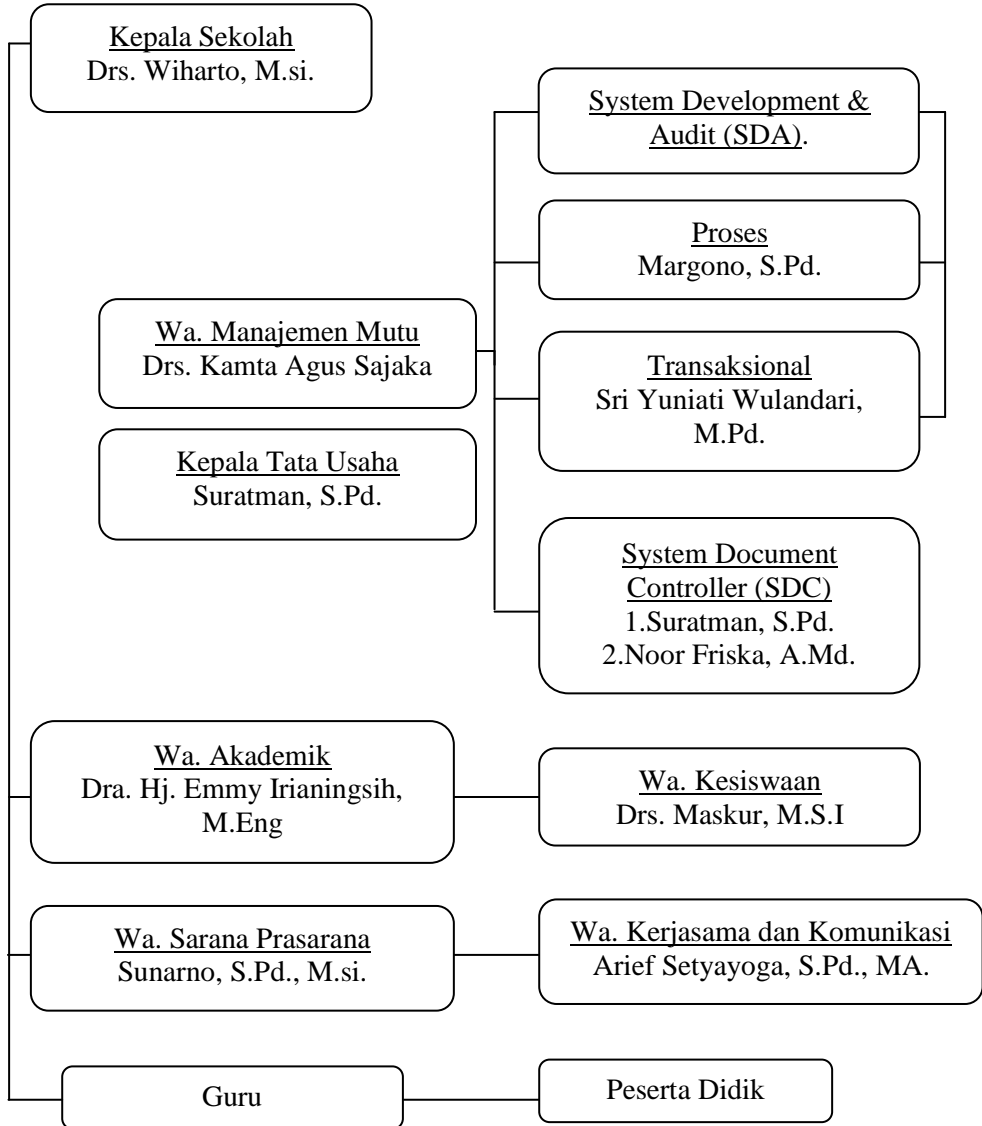 Kepala Sekolah
Drs. Wiharto, M.si.
System Development &
Audit (SDA).
Proses
Margono, S.Pd.
Wa. Manajemen Mutu
Drs. Kamta Agus Sajaka
Transaksional
Sri Yuniati Wulandari,
M.Pd.
Kepala Tata Usaha
Suratman, S.Pd.
System Document
Controller (SDC)
1.Suratman, S.Pd.
2.Noor Friska, A.Md.
Wa. Akademik
Dra. Hj. Emmy Irianingsih,
M.Eng
Wa. Kesiswaan
Drs. Maskur, M.S.I
Wa. Sarana Prasarana
Sunarno, S.Pd., M.si.
Wa. Kerjasama dan Komunikasi
Arief Setyayoga, S.Pd., MA.
Guru
Peserta Didik